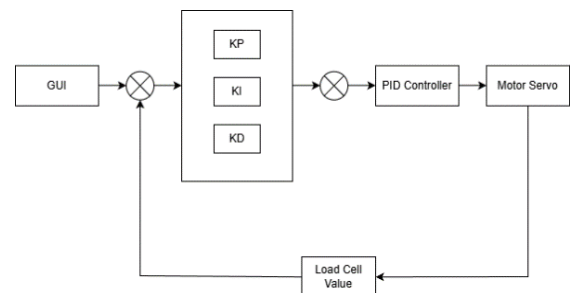 KP
GUI
KI
PID Controller
Motor Servo
KD
Load Cell
Value